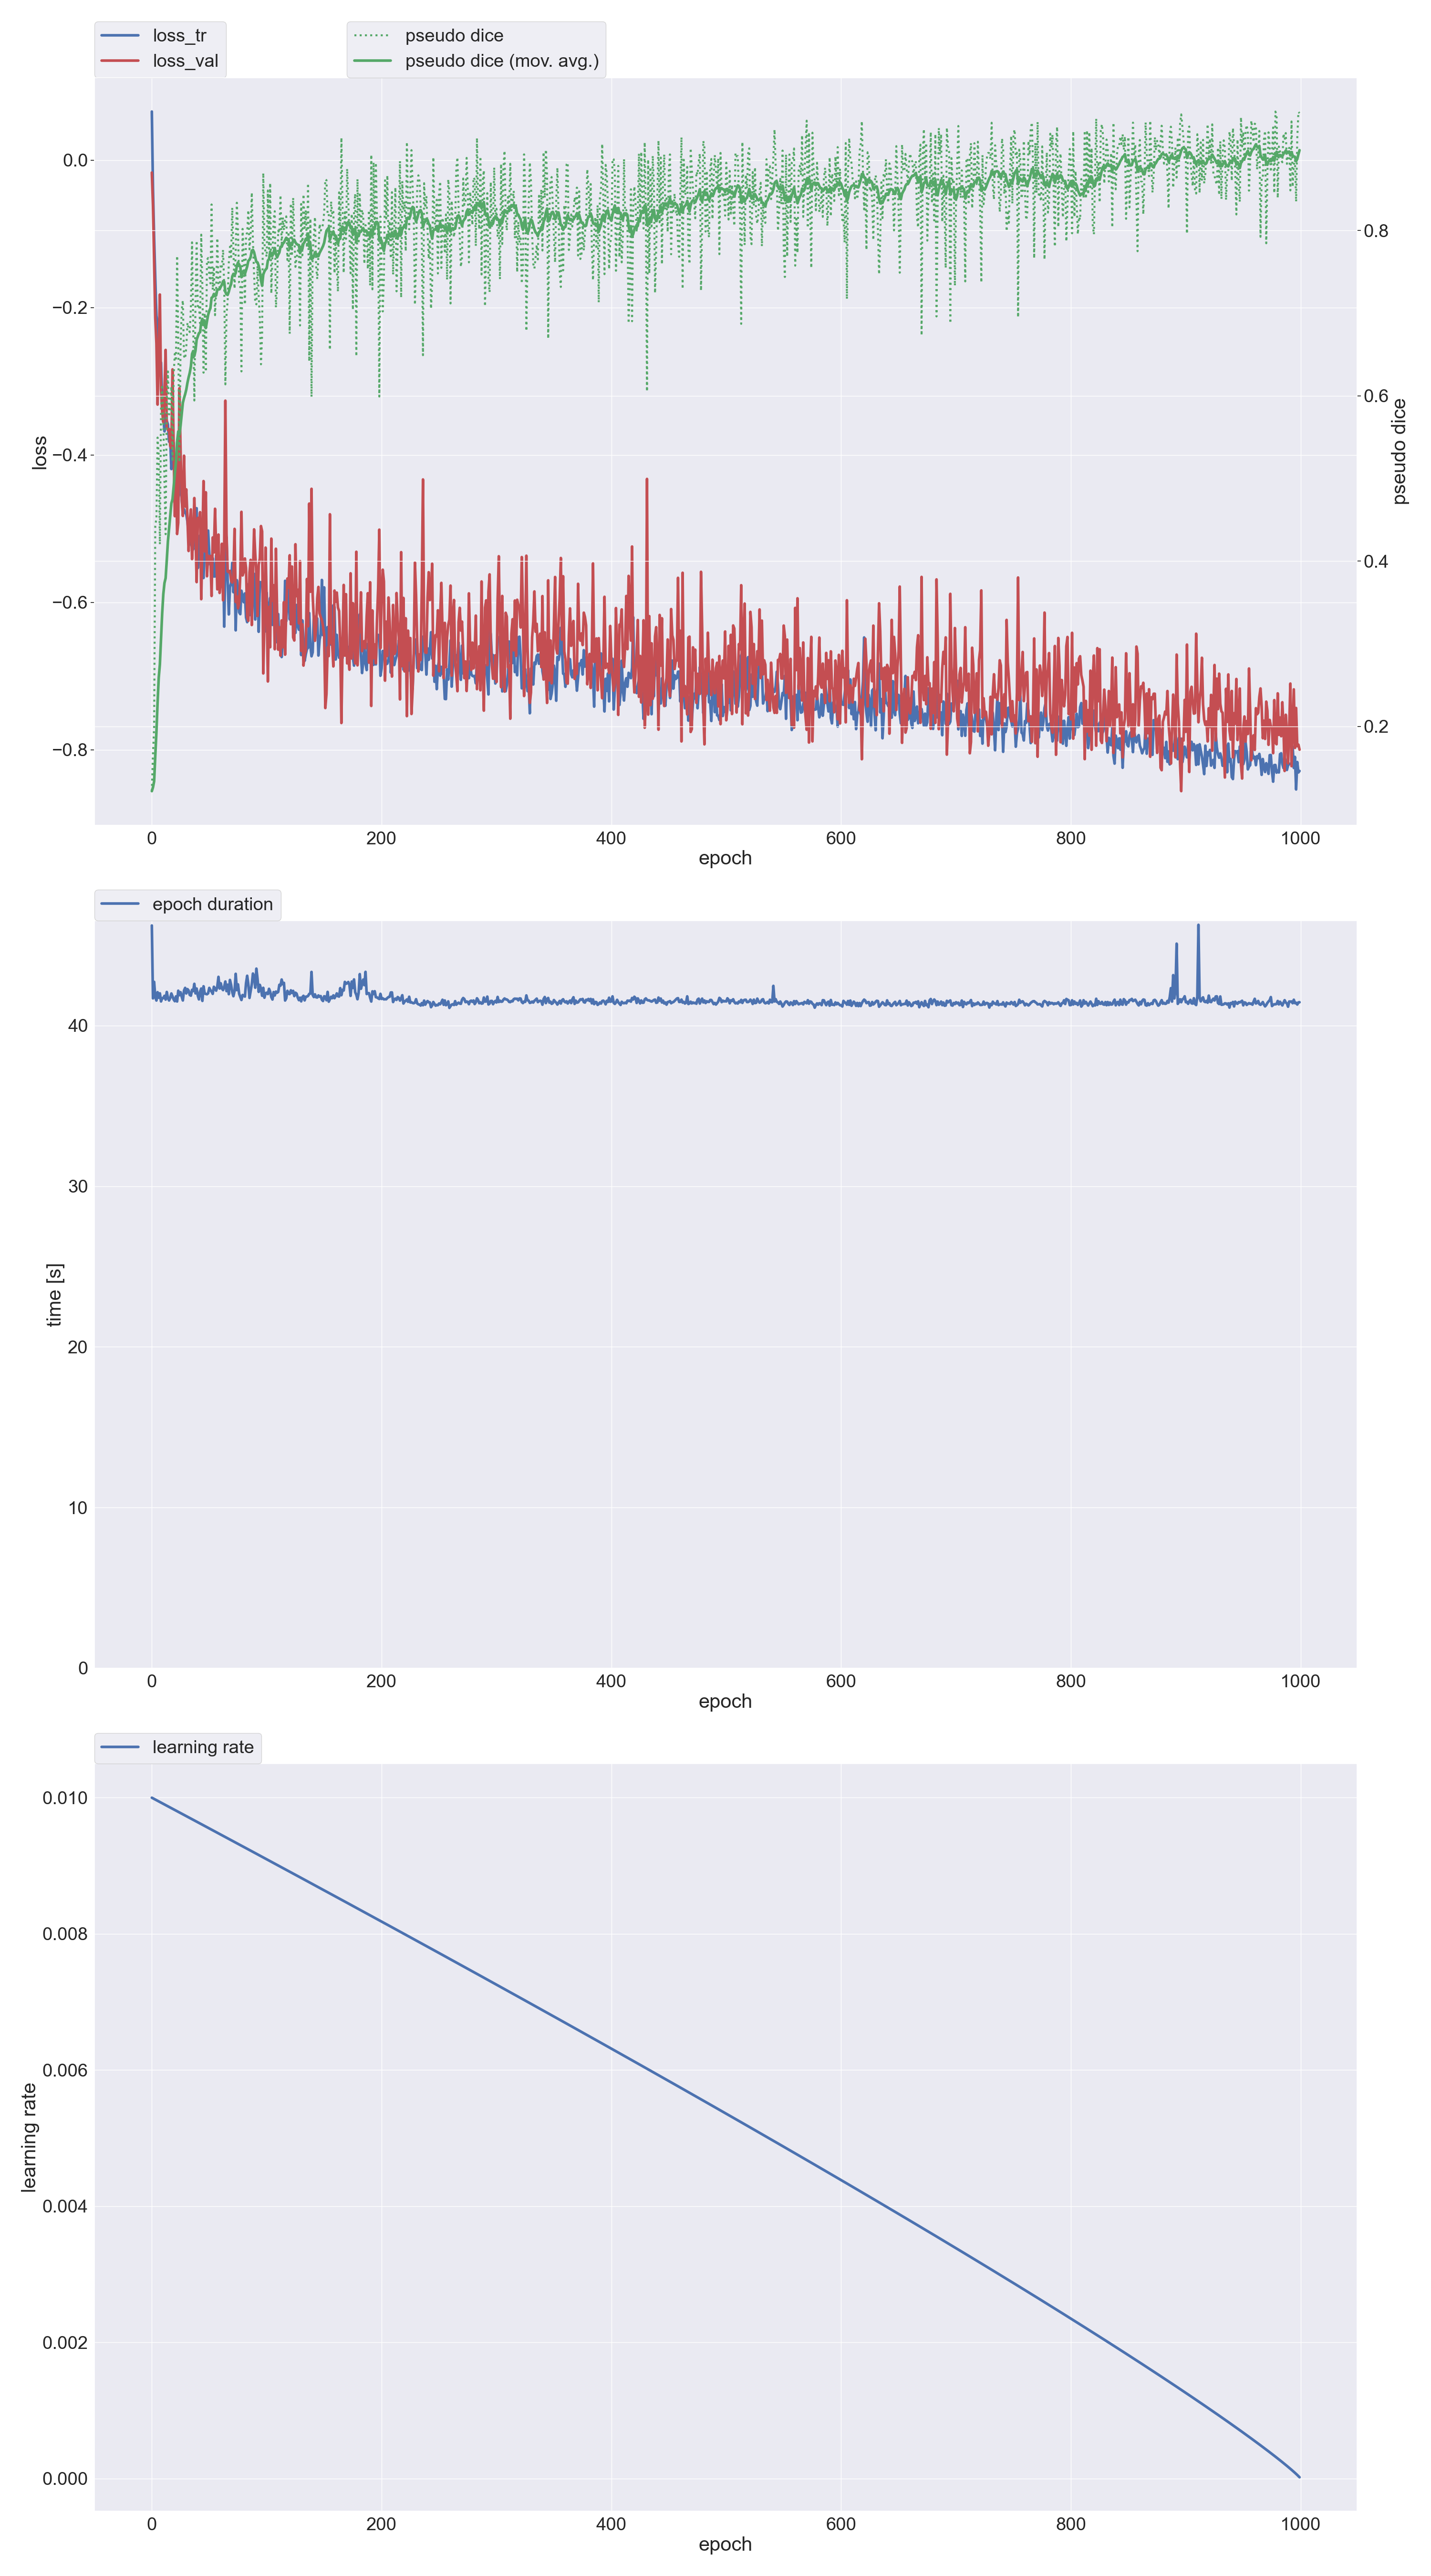 loss_tr
loss_val
pseudo dice
pseudo dice (mov. avg.)
0.0
−0.2
−0.4
−0.6
−0.8
loss
0.8
0.6
0.4
0.2
pseudo dice
0 200 400 600 800 1000
epoch
epoch duration
40
30
20
10
0
time [s]
0 200 400 600 800 1000
epoch
learning rate
0.010
0.008
0.006
0.004
0.002
0.000
learning rate
0 200 400 600 800 1000
epoch